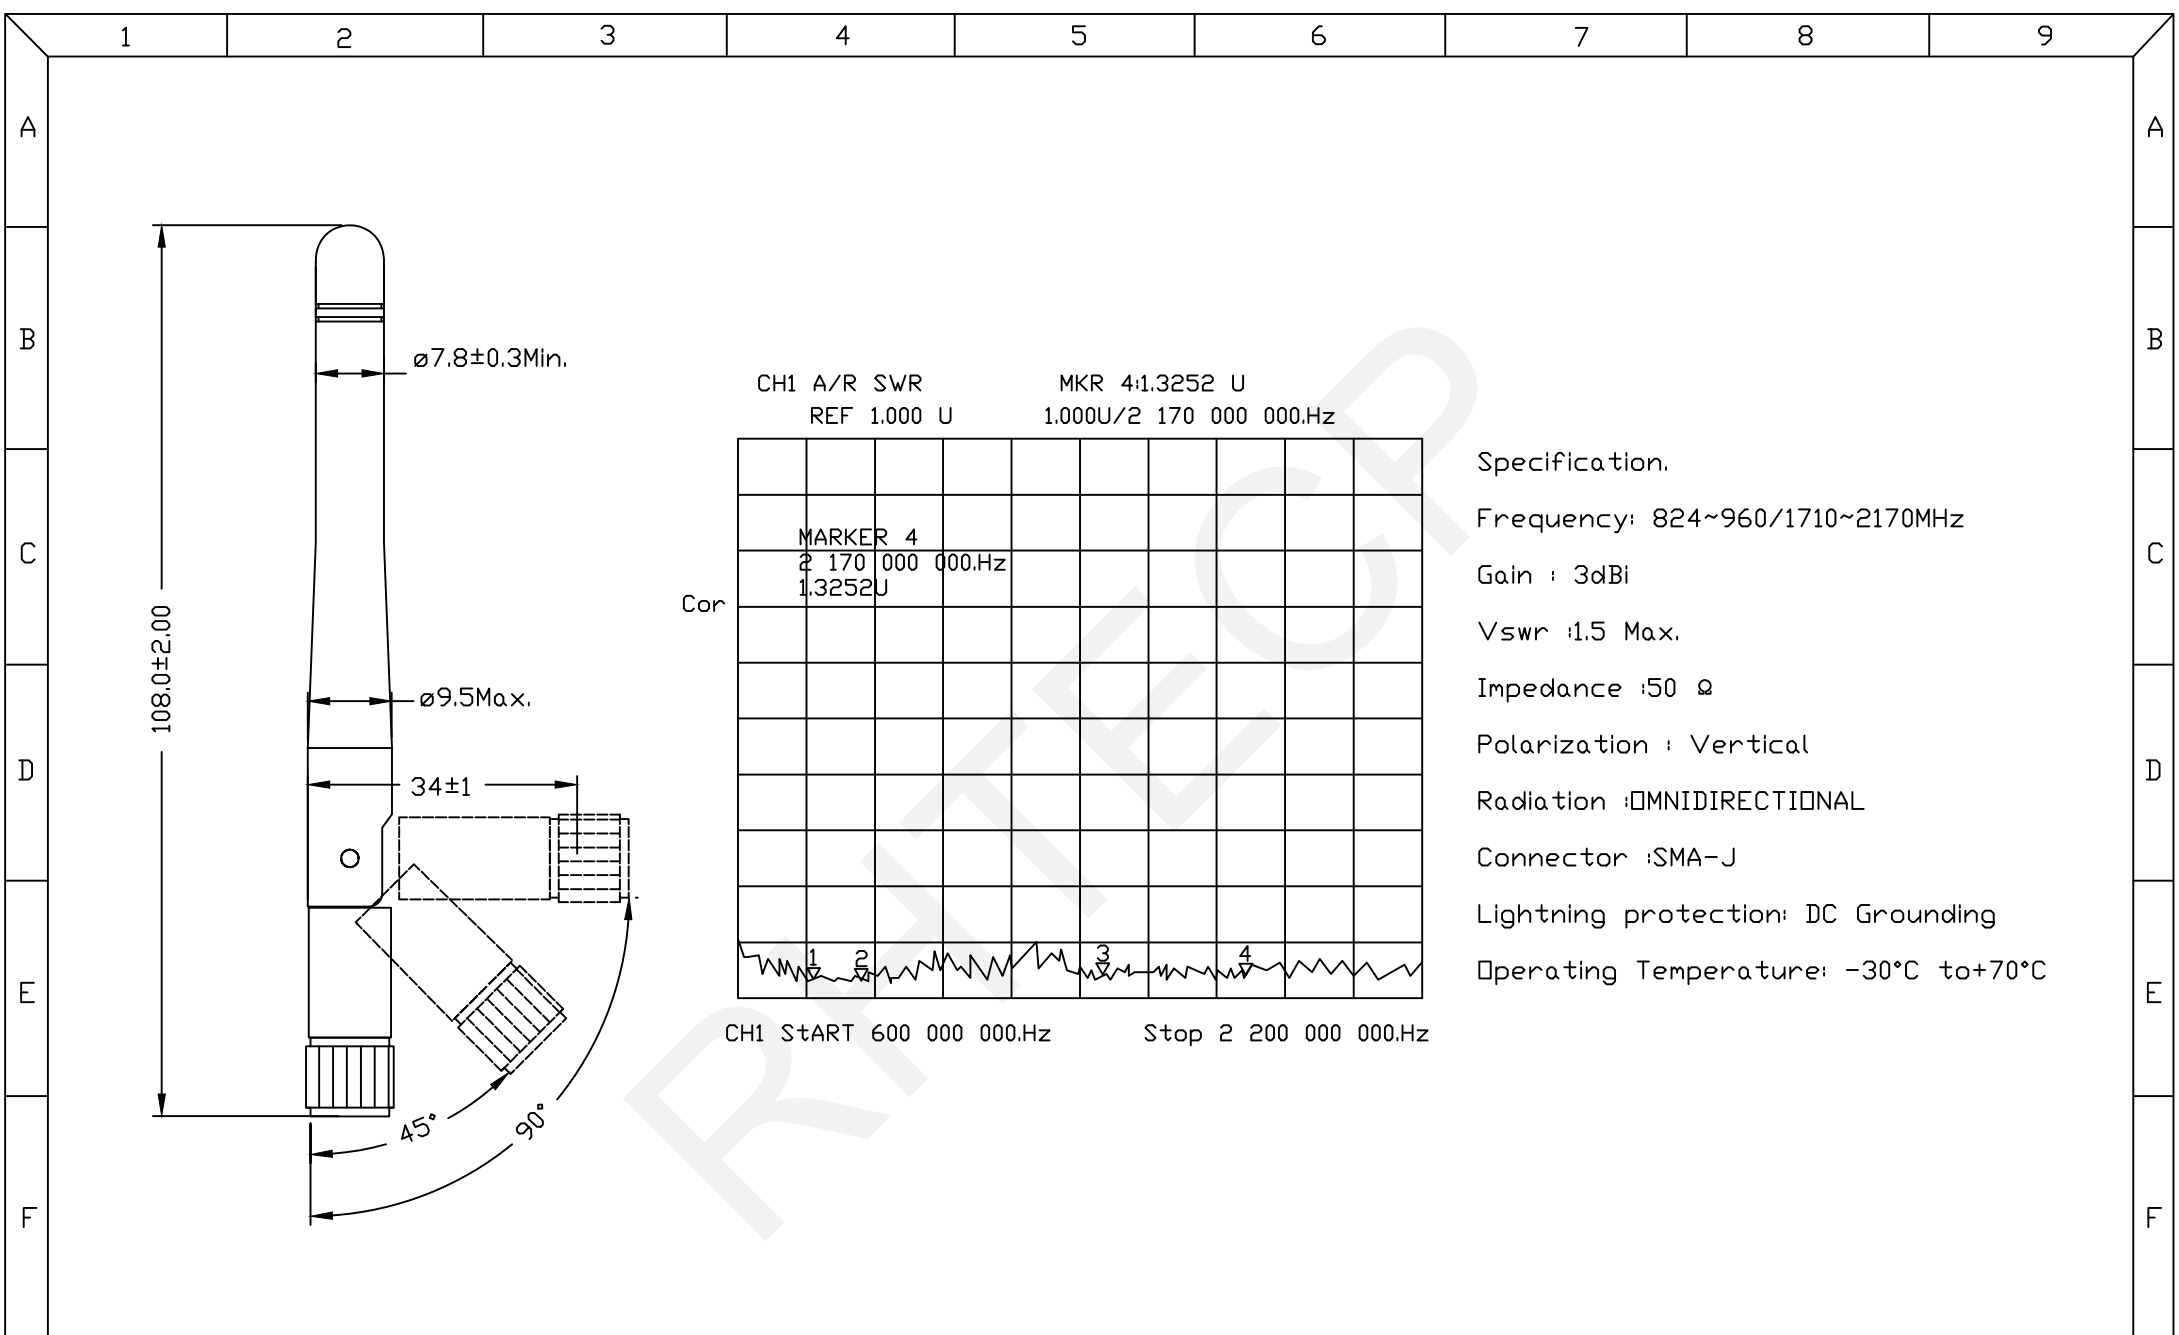 1 2 3 4 5 6 7 8 9
A A
B B
⌀7.8±0.3Min.
CH1 A/R SWR MKR 4:1.3252 U
REF 1.000 U 1.000U/2 170 000 000.Hz
Specification.
Frequency: 824~960/1710~2170MHz
C C
MARKER 4
2 170 000 000.Hz
1.3252U
Cor
Gain : 3dBi
Vswr :1.5 Max.
108.0±2.00
⌀9.5Max.
Impedance :50 Ω
Polarization : Vertical
D D
34±1
Radiation :OMNIDIRECTIONAL
Connector :SMA-J
Lightning protection: DC Grounding
1 2 3 4
Operating Temperature: -30°C to+70°C
E E
CH1 StART 600 000 000.Hz Stop 2 200 000 000.Hz
45°
90°
F F
RHTECP